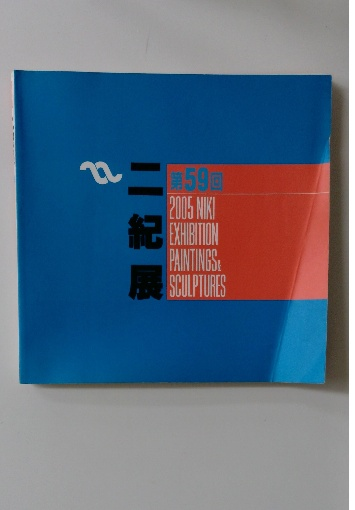 二紀展
第59回
2005 NIKI
EXHIBITION
PAINTINGS&
SCULPTURES